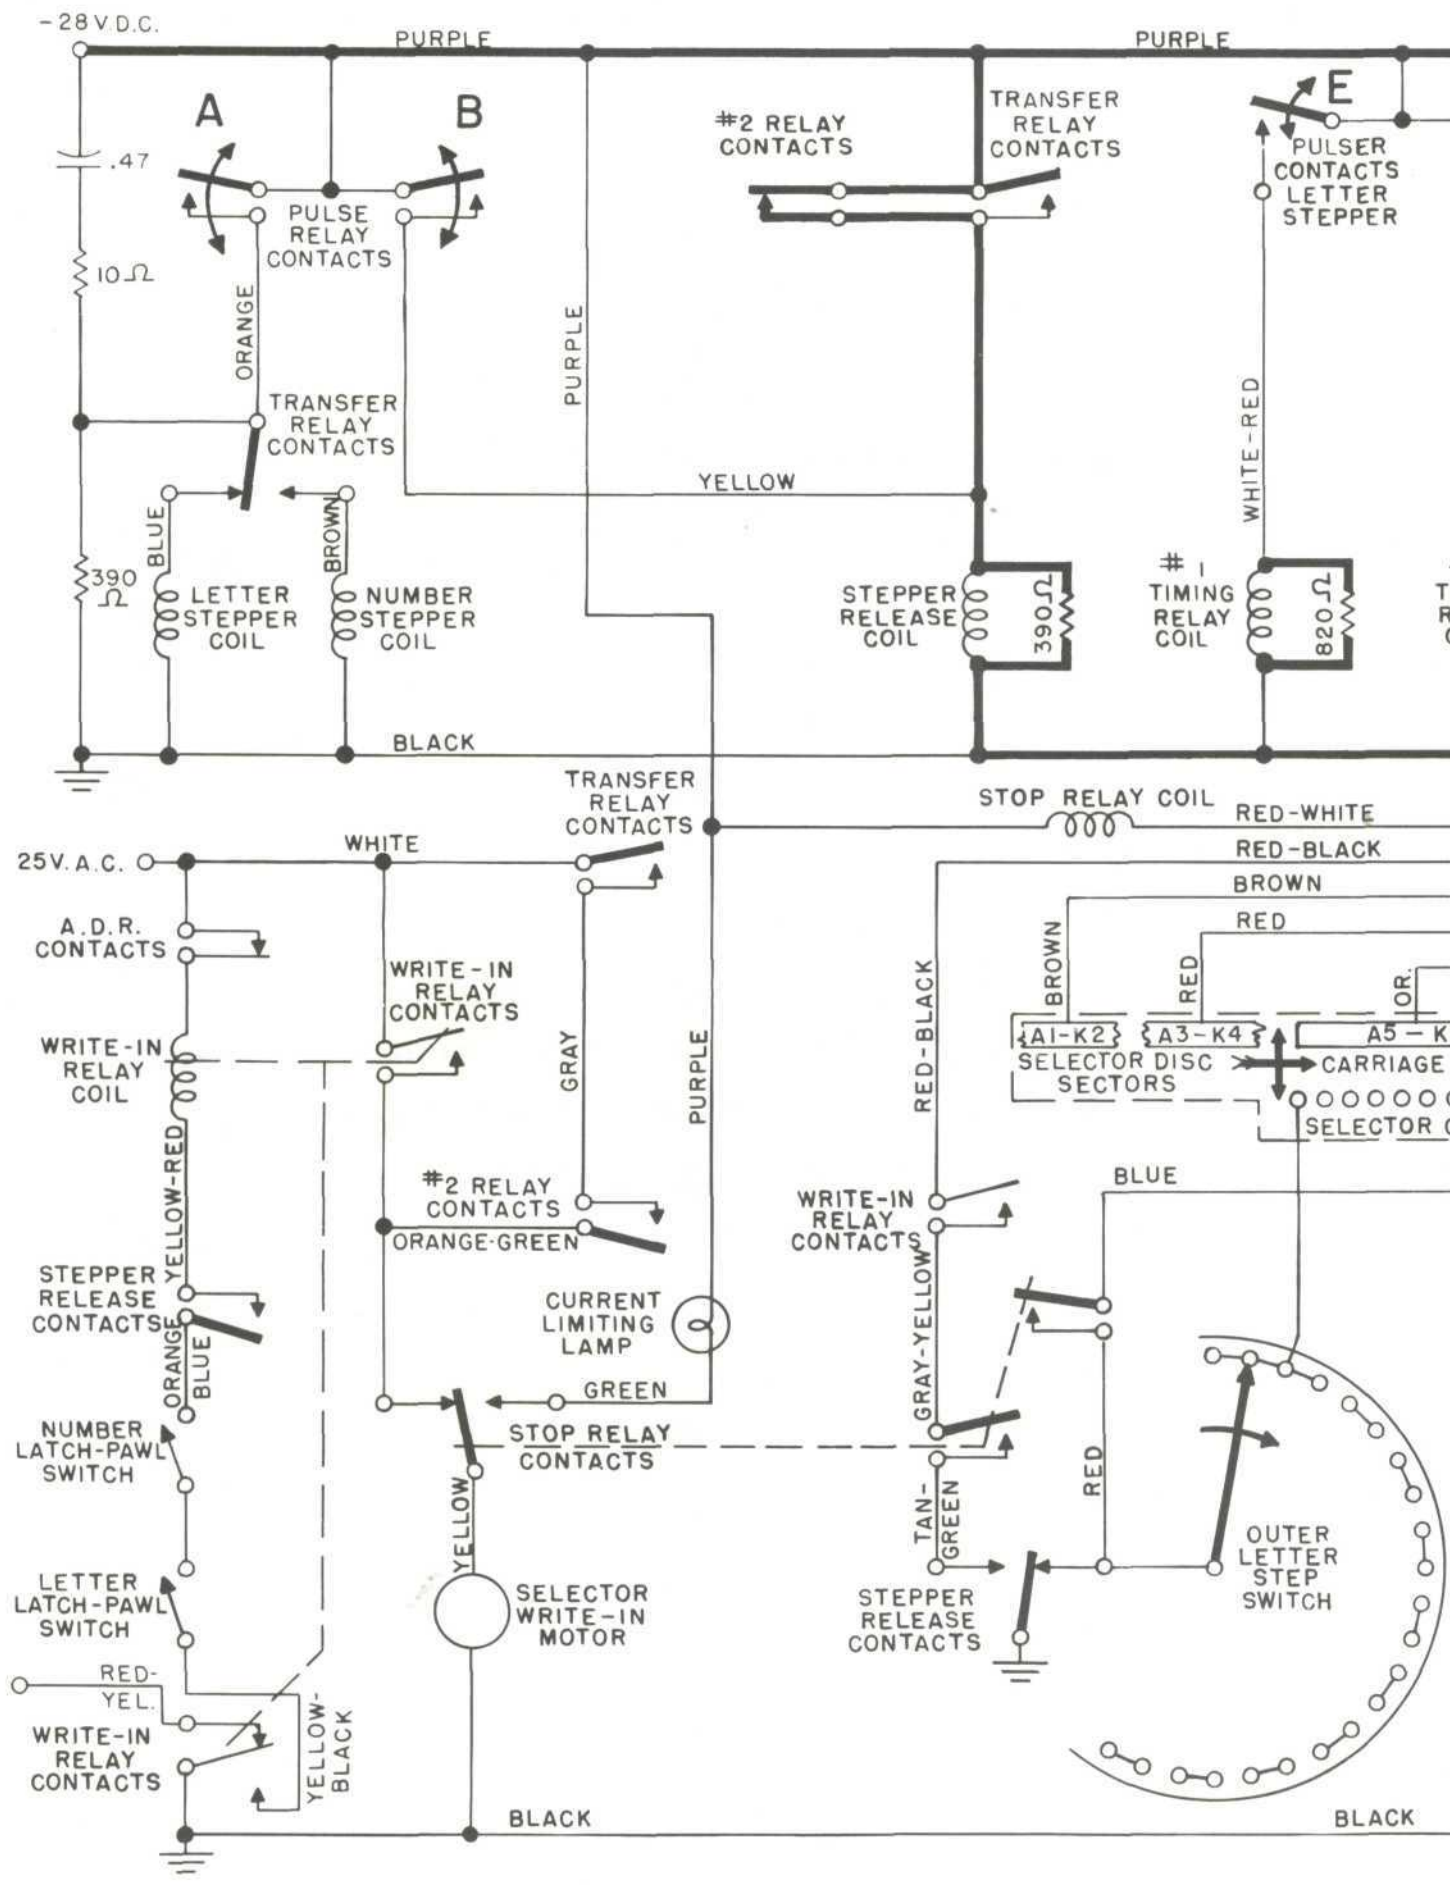 -28 V.D.C.
PURPLE
PURPLE
A
B
E
.47
#2 RELAY
CONTACTS
TRANSFER
RELAY
CONTACTS
PULSER
CONTACTS
LETTER
STEPPER
PULSE
RELAY
CONTACTS
10Ω
ORANGE
PURPLE
WHITE-RED
TRANSFER
RELAY
CONTACTS
YELLOW
BLUE
BROWN
390
Ω
LETTER
STEPPER
COIL
NUMBER
STEPPER
COIL
STEPPER
RELEASE
COIL
390Ω
# 1
TIMING
RELAY
COIL
820Ω
T
R
BLACK
TRANSFER
RELAY
CONTACTS
STOP RELAY COIL
RED-WHITE
25V.A.C.
WHITE
RED-BLACK
BROWN
RED
A.D.R.
CONTACTS
WRITE-IN
RELAY
CONTACTS
GRAY
PURPLE
RED-BLACK
BROWN
RED
OR.
A1-K2
A3-K4
A5-K
SELECTOR DISC
SECTORS
CARRIAGE
SELECTOR
WRITE-IN
RELAY
COIL
YELLOW-RED
#2 RELAY
CONTACTS
ORANGE-GREEN
WRITE-IN
RELAY
CONTACTS
BLUE
STEPPER
RELEASE
CONTACTS
ORANGE
BLUE
CURRENT
LIMITING
LAMP
GRAY-YELLOW
GREEN
NUMBER
LATCH-PAWL
SWITCH
STOP RELAY
CONTACTS
YELLOW
TAN-
GREEN
RED
LETTER
LATCH-PAWL
SWITCH
SELECTOR
WRITE-IN
MOTOR
STEPPER
RELEASE
CONTACTS
OUTER
LETTER
STEP
SWITCH
RED-
YEL.
WRITE-IN
RELAY
CONTACTS
YELLOW-
BLACK
BLACK
BLACK